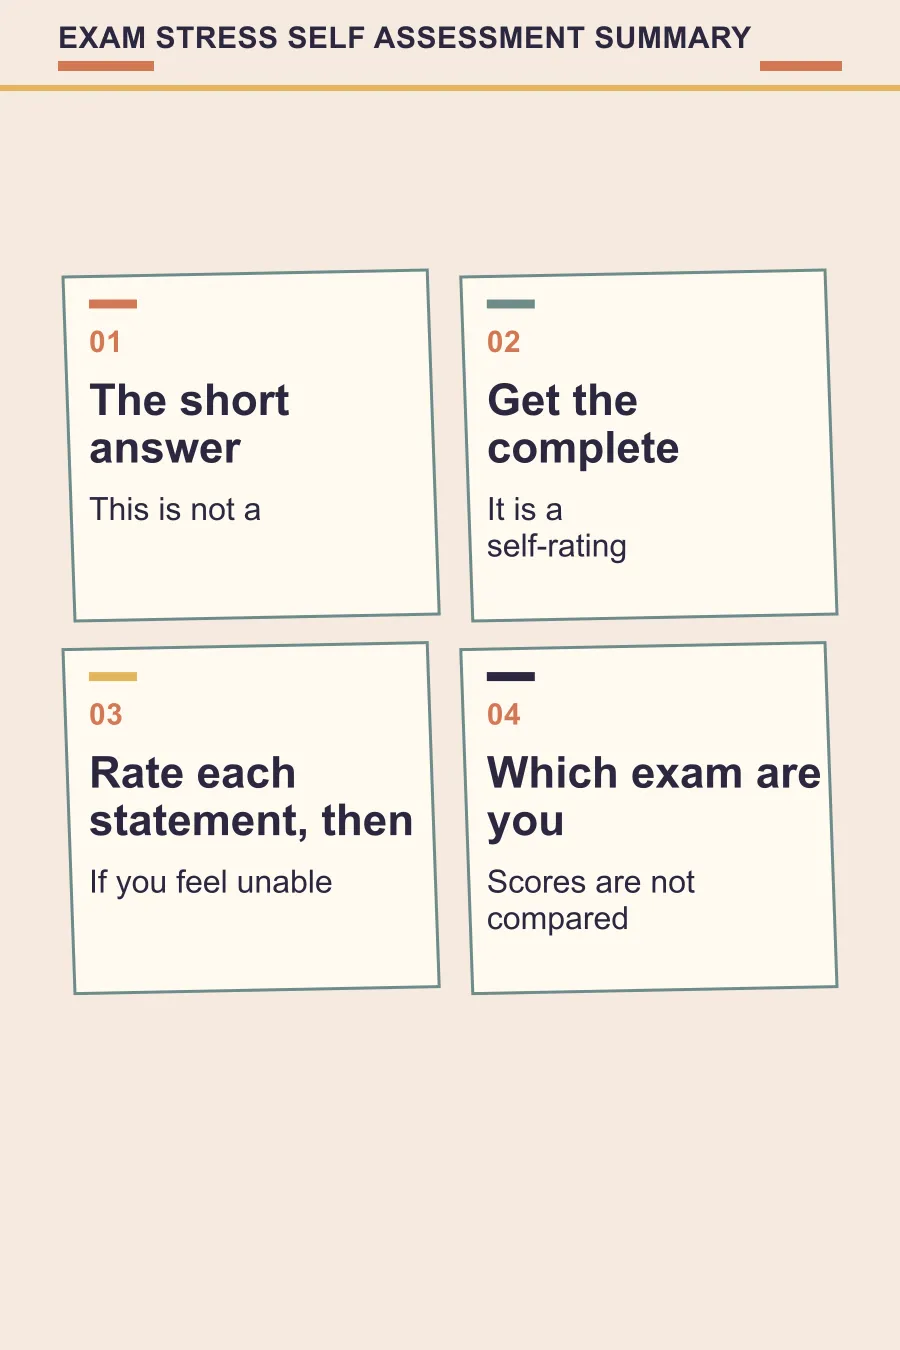 EXAM STRESS SELF ASSESSMENT SUMMARY
01
The short
answer
This is not a
02
Get the
complete
It is a
self-rating
03
Rate each
statement, then
If you feel unable
04
Which exam are
you
Scores are not
compared